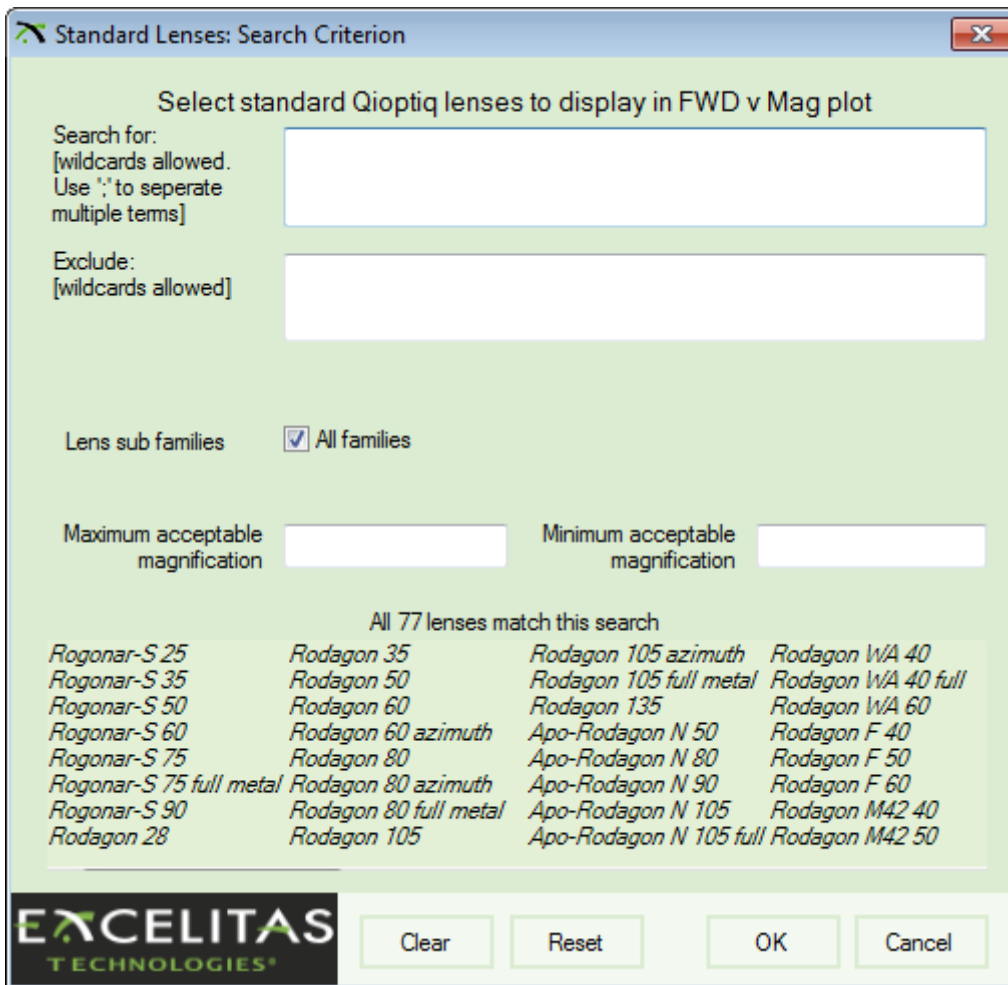 Standard Lenses: Search Criterion
Select standard Qioptiq lenses to display in FWD v Mag plot
Search for:
[wildcards allowed.
Use ';' to seperate
multiple terms]
Exclude:
[wildcards allowed]
Lens sub families
All families
Maximum acceptable
magnification
Minimum acceptable
magnification
All 77 lenses match this search
Rogonar-S 25 Rodagon 35 Rodagon 105 azimuth Rodagon WA 40
Rogonar-S 35 Rodagon 50 Rodagon 105 full metal Rodagon WA 40 full
Rogonar-S 50 Rodagon 60 Rodagon 135 Rodagon WA 60
Rogonar-S 60 Rodagon 60 azimuth Apo-Rodagon N 50 Rodagon F 40
Rogonar-S 75 Rodagon 80 Apo-Rodagon N 80 Rodagon F 50
Rogonar-S 75 full metal Rodagon 80 azimuth Apo-Rodagon N 90 Rodagon F 60
Rogonar-S 90 Rodagon 80 full metal Apo-Rodagon N 105 Rodagon M42 40
Rodagon 28 Rodagon 105 Apo-Rodagon N 105 full Rodagon M42 50
EXCELITAS
TECHNOLOGIES®
Clear Reset OK Cancel